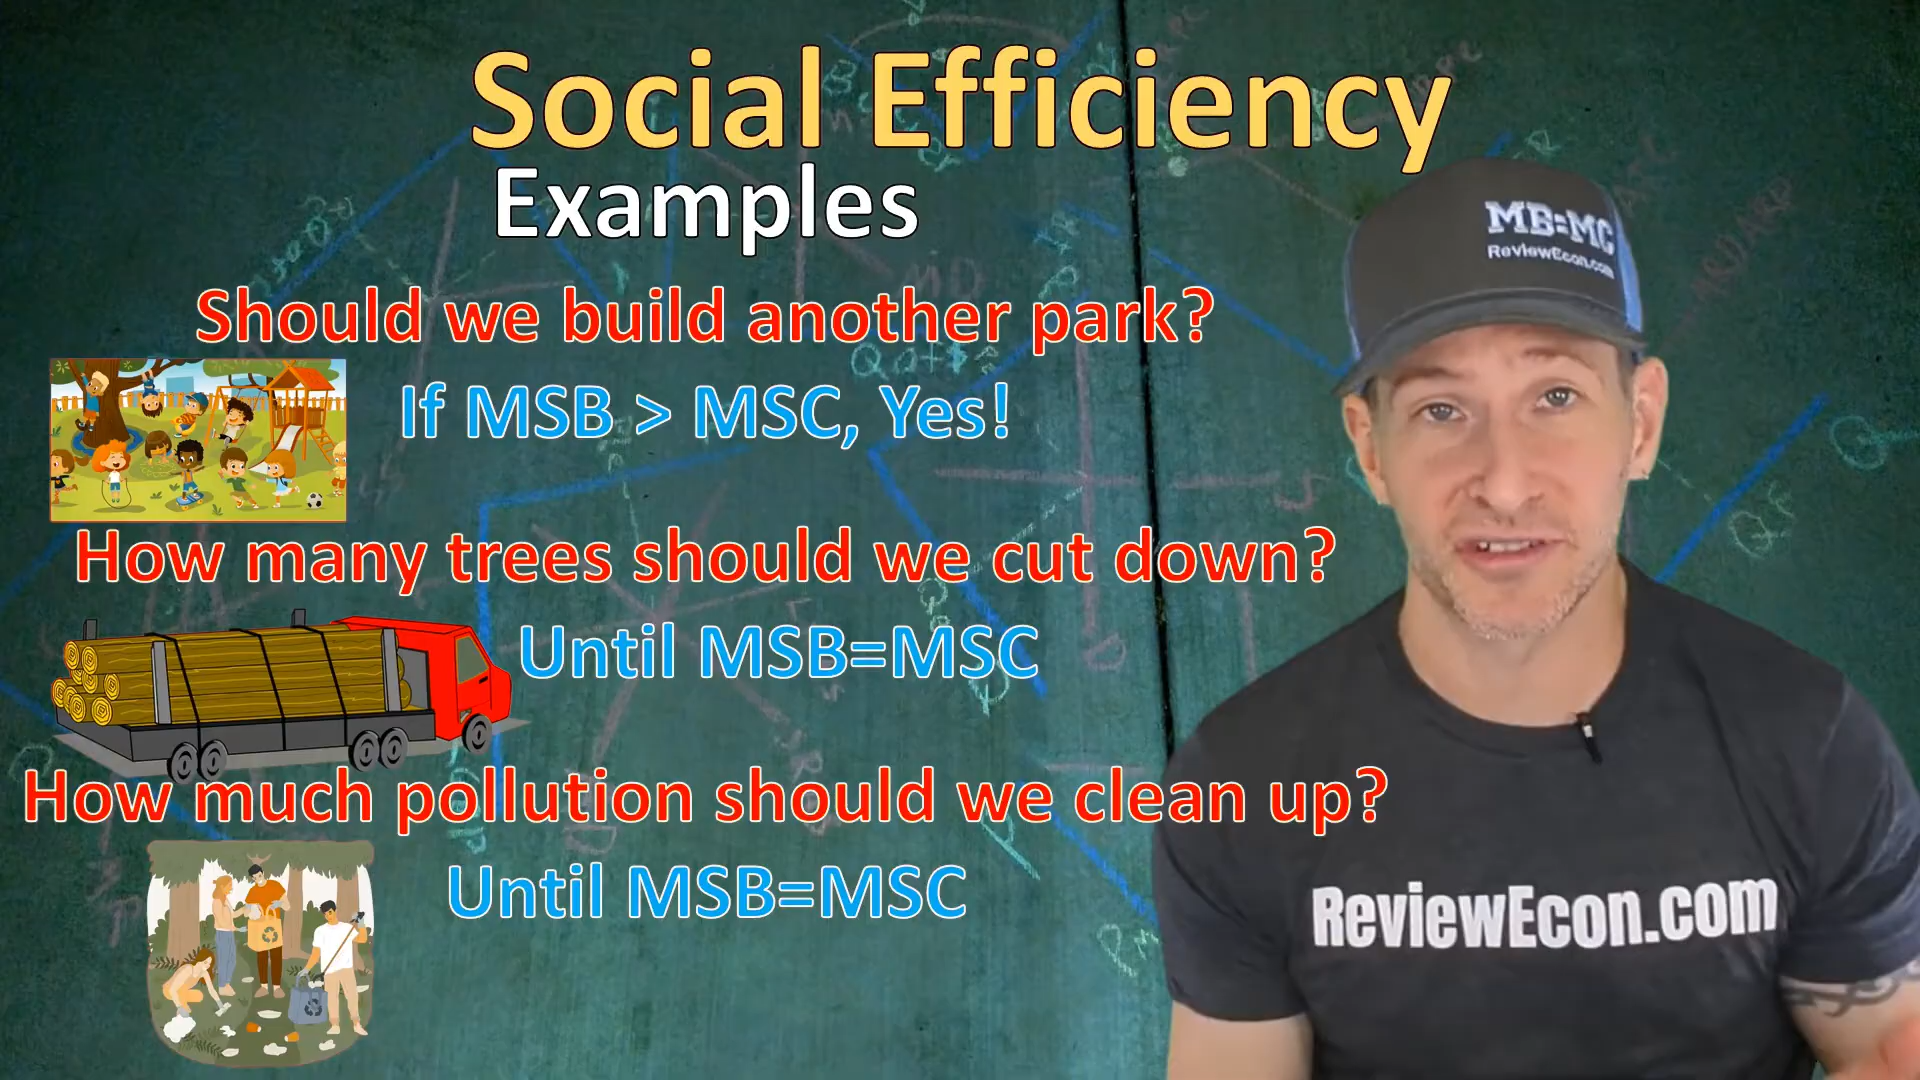 Social Efficiency
Examples
MB=MC
ReviewEcon.com
Should we build another park?
If MSB > MSC, Yes!
How many trees should we cut down?
Until MSB=MSC
How much pollution should we clean up?
Until MSB=MSC
ReviewEcon.com